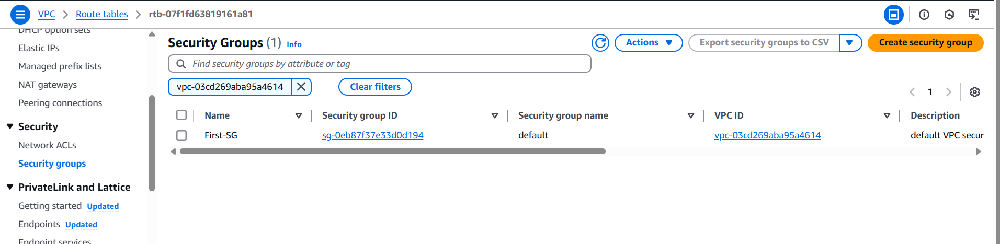 VPC > Route tables > rtb-07f1fd63819161a81
DHCP option sets
Elastic IPs
Managed prefix lists
NAT gateways
Peering connections
Security
Network ACLs
Security groups
PrivateLink and Lattice
Getting started Updated
Endpoints Updated
Endpoint services
Security Groups (1) Info
Actions
Export security groups to CSV
Create security group
Find security groups by attribute or tag
vpc-03cd269aba95a4614
Clear filters
1
Name Security group ID Security group name VPC ID Description
First-SG sg-0eb87f37e33d0d194 default vpc-03cd269aba95a4614 default VPC secur